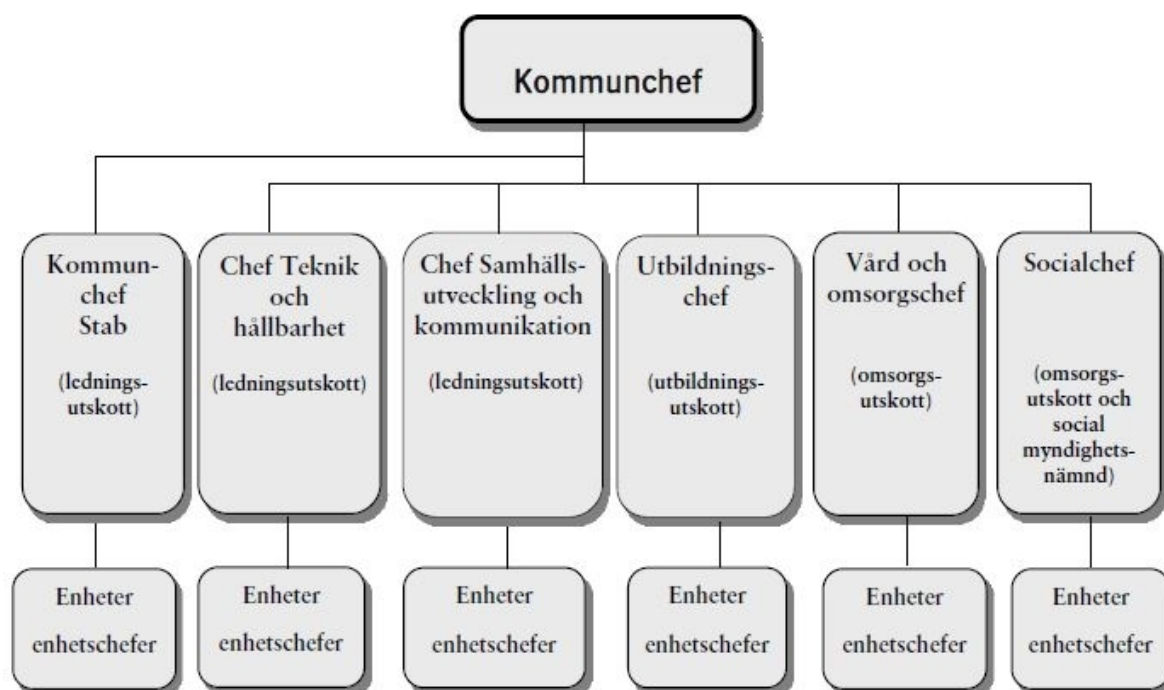 Kommunchef
Kommun-
chef
Stab
(lednings-
utskott)
Chef Teknik
och
hållbarhet
(ledningsutskott)
Chef Samhälls-
utveckling och
kommunikation
(ledningsutskott)
Utbildnings-
chef
(utbildnings-
utskott)
Vård och
omsorgschef
(omsorgs-
utskott)
Socialchef
(omsorgs-
utskott och
social
myndighets-
nämnd)
Enheter
enhetschefer
Enheter
enhetschefer
Enheter
enhetschefer
Enheter
enhetschefer
Enheter
enhetschefer
Enheter
enhetschefer